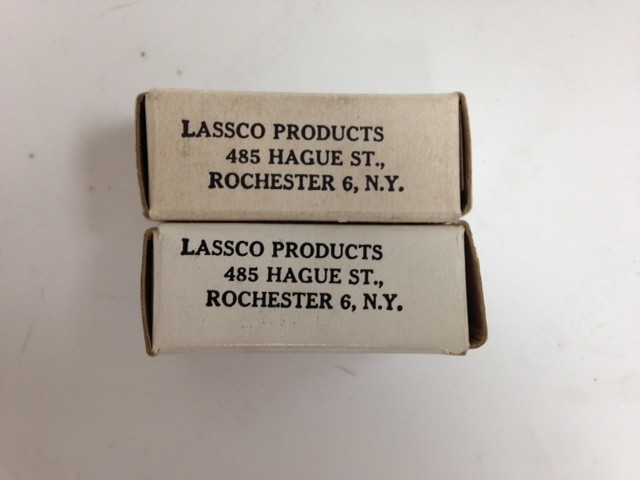 LASSCO PRODUCTS
485 HAGUE ST.,
ROCHESTER 6, N.Y.
LASSCO PRODUCTS
485 HAGUE ST.,
ROCHESTER 6, N.Y.